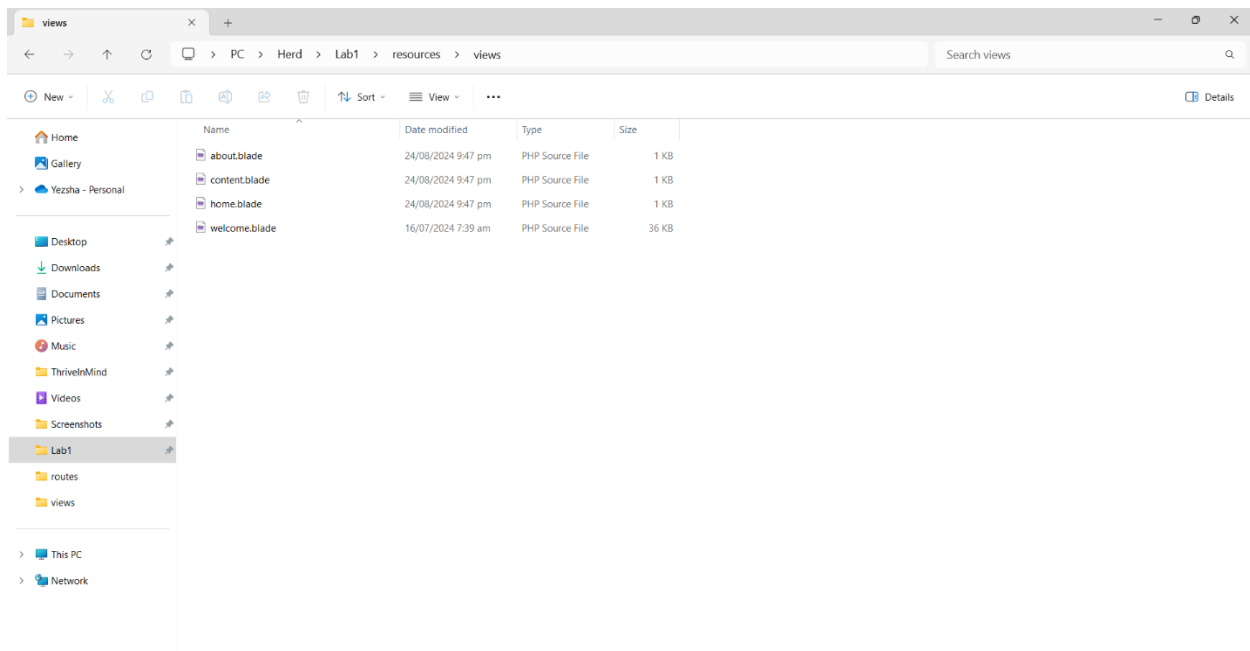 views
PC > Herd > Lab1 > resources > views
Search views
New
Sort
View
Details
Home
Gallery
Yezsha - Personal
Desktop
Downloads
Documents
Pictures
Music
ThriveInMind
Videos
Screenshots
Lab1
routes
views
This PC
Network
Name Date modified Type Size
about.blade 24/08/2024 9:47 pm PHP Source File 1 KB
content.blade 24/08/2024 9:47 pm PHP Source File 1 KB
home.blade 24/08/2024 9:47 pm PHP Source File 1 KB
welcome.blade 16/07/2024 7:39 am PHP Source File 36 KB